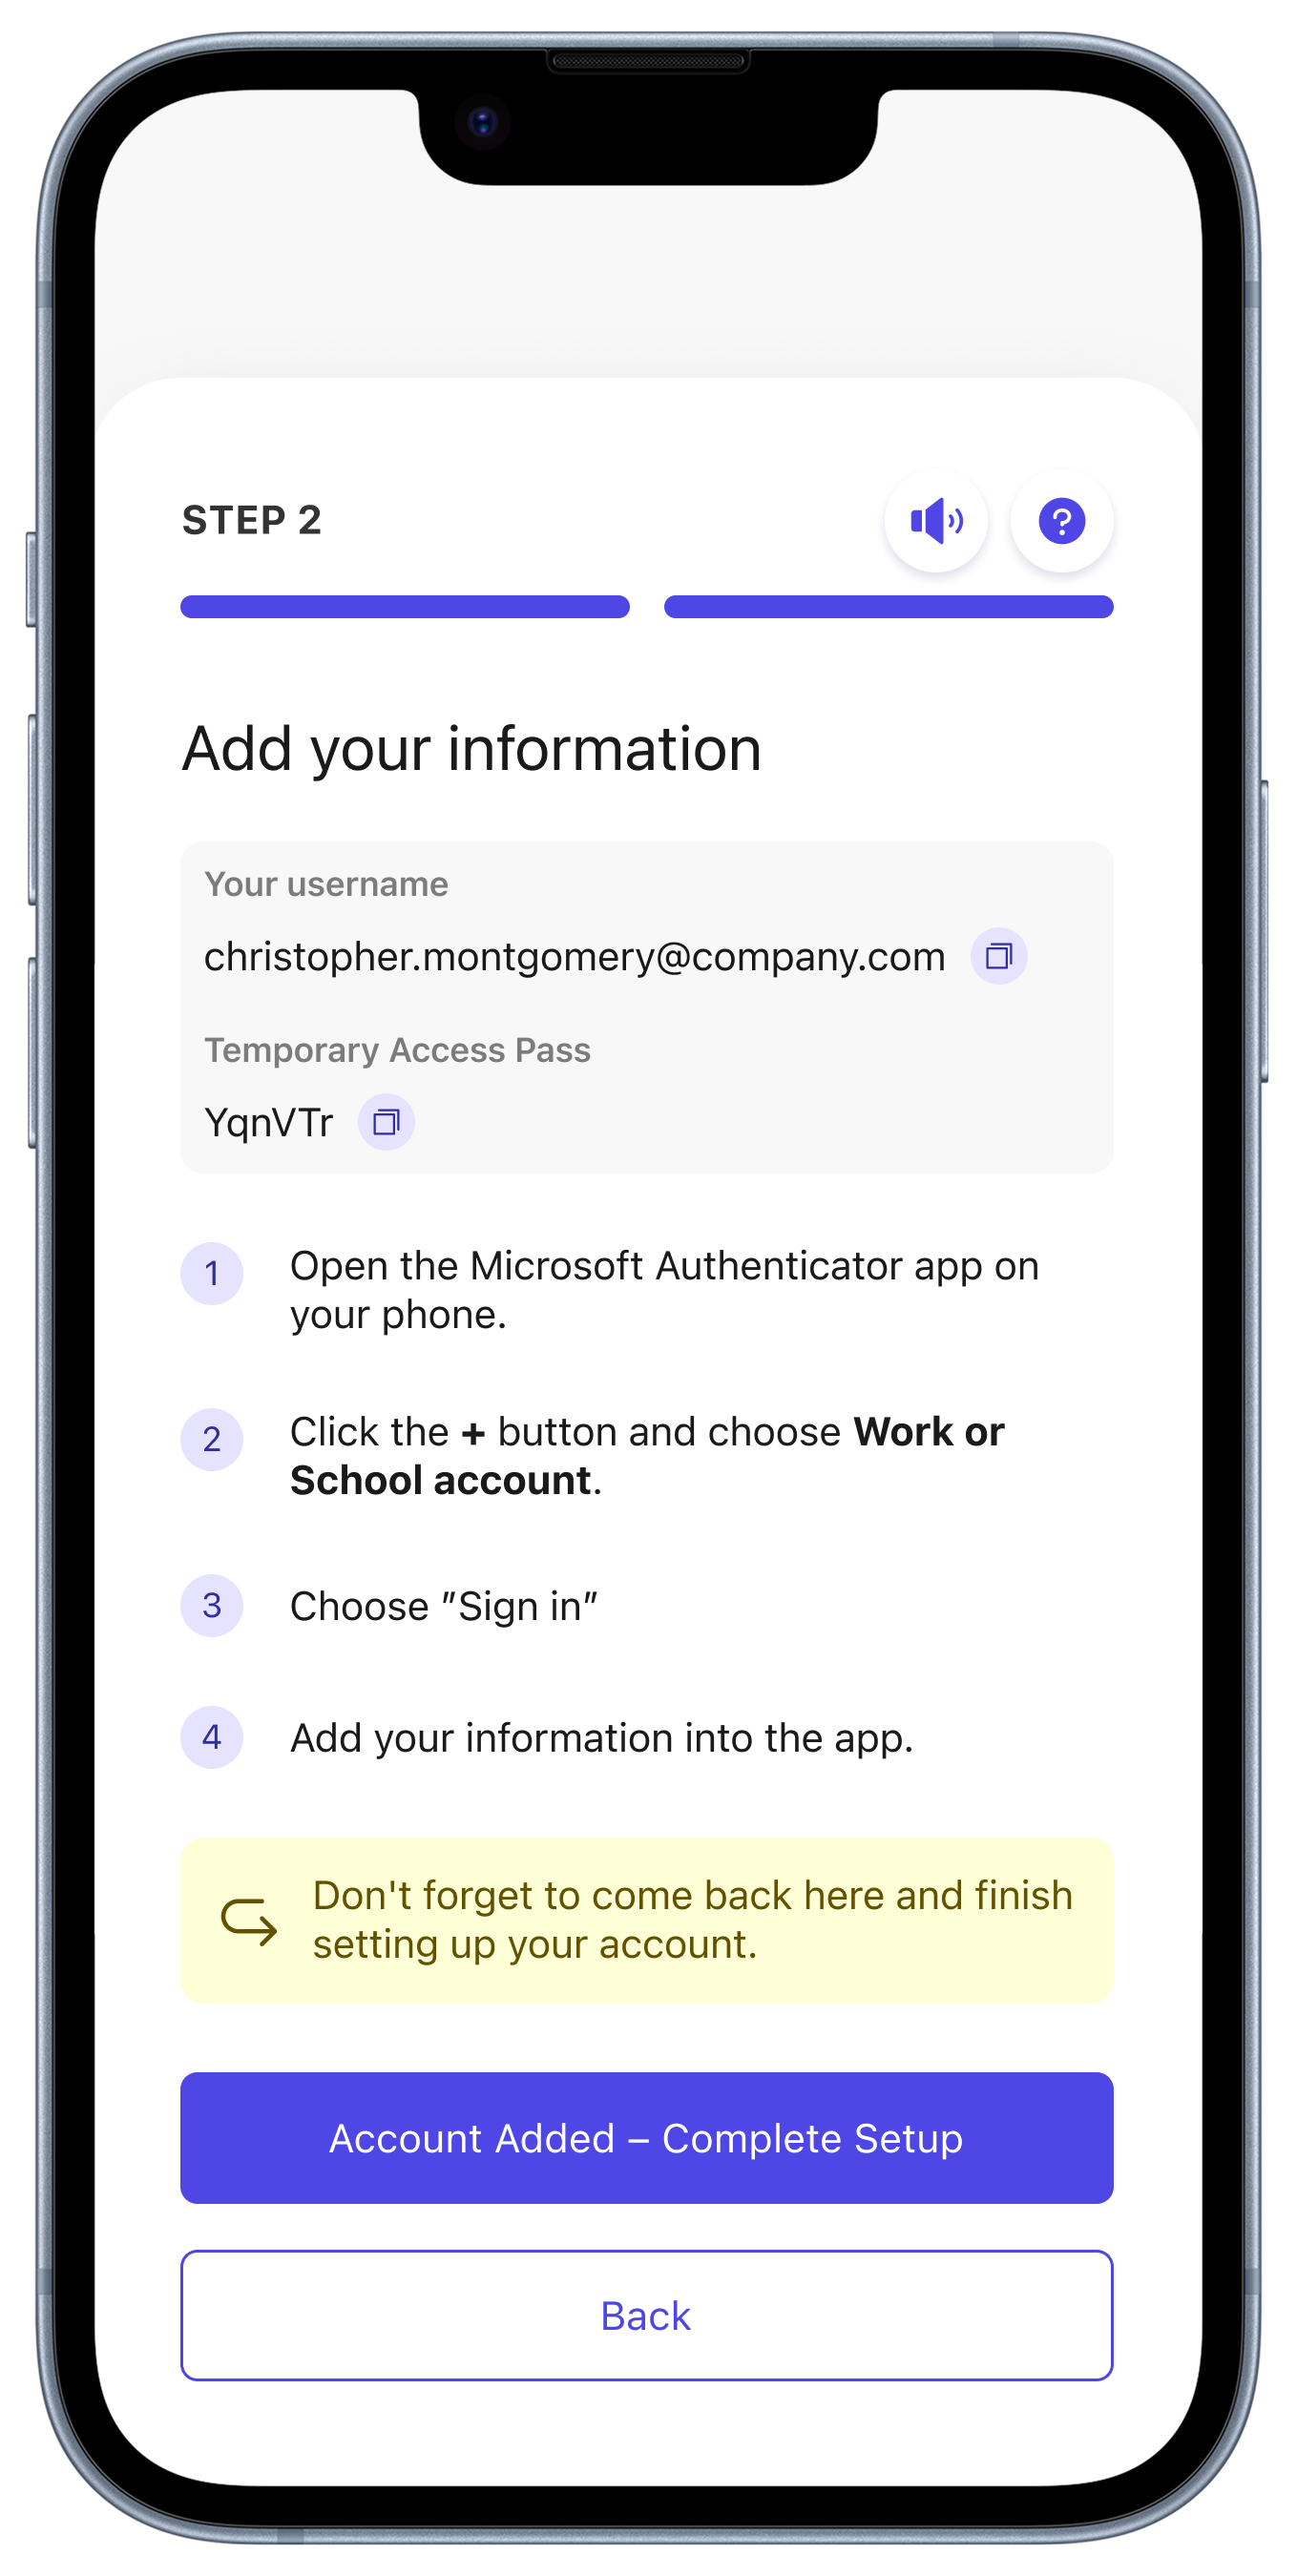 STEP 2
Add your information
Your username
christopher.montgomery@company.com
Temporary Access Pass
YqnVTr
1
Open the Microsoft Authenticator app on
your phone.
2
Click the + button and choose Work or
School account.
3
Choose "Sign in"
4
Add your information into the app.
Don't forget to come back here and finish
setting up your account.
Account Added – Complete Setup
Back